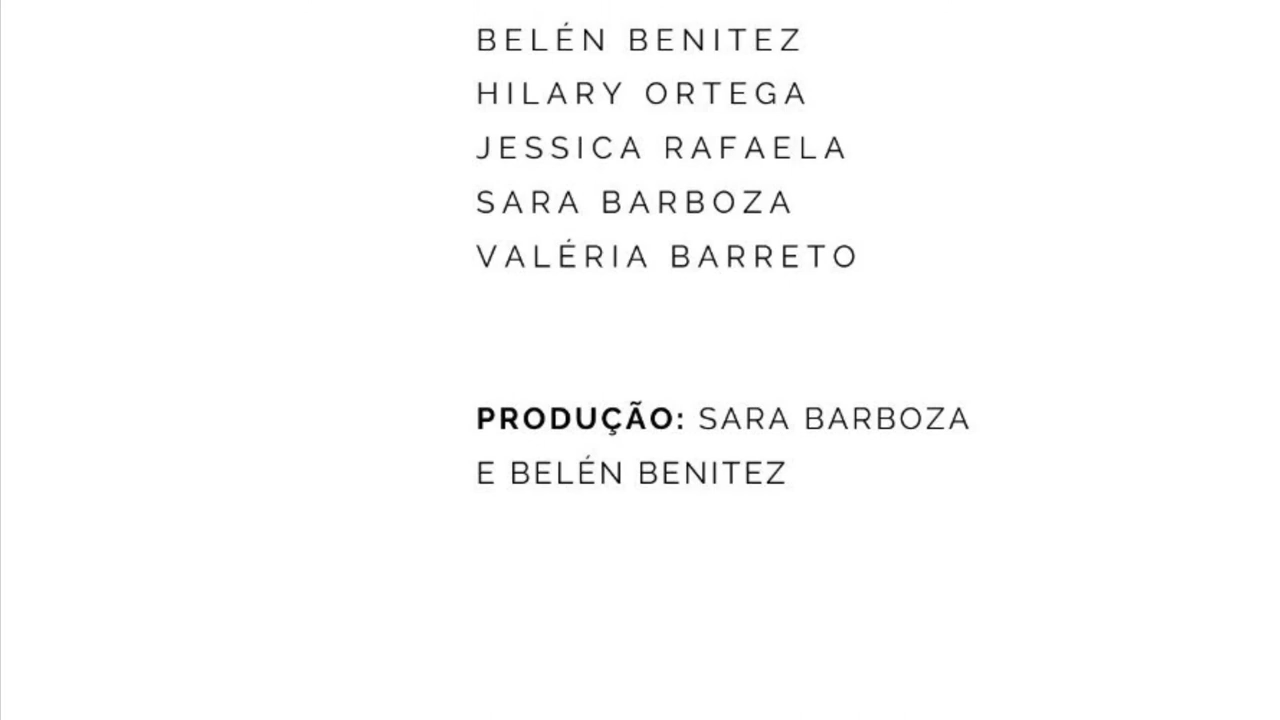 BELÉN BENITEZ
HILARY ORTEGA
JESSICA RAFAELA
SARA BARBOZA
VALÉRIA BARRETO
PRODUÇÃO: SARA BARBOZA
E BELÉN BENITEZ